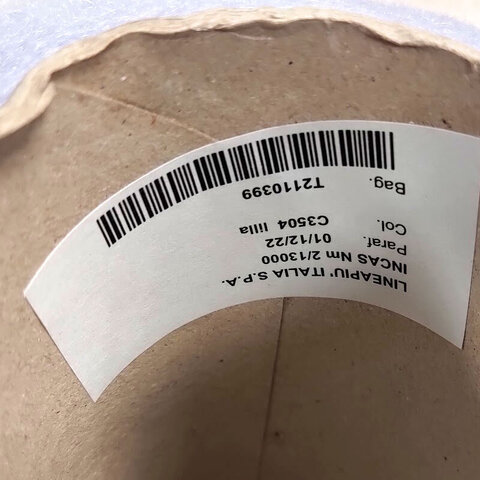 LINEAPIU' ITALIA S.P.A.
INCAS Nm 2/13000
Paraf. 01/12/22
Col. C3504 lilla
Bag. T2110399